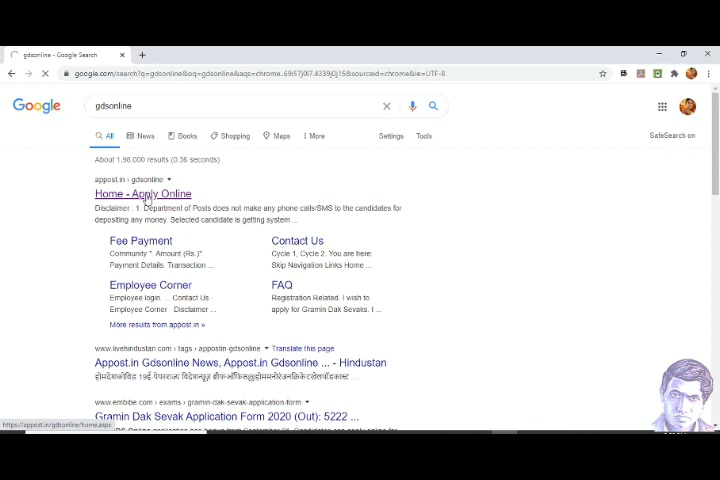 gdsonline - Google Search
google.com/search?q=gdsonline&oq=gdsonline&aqs=chrome..69i57j0l7.4339j0j15&sourceid=chrome&ie=UTF-8
Google
gdsonline
All News Books Shopping Maps More Settings Tools SafeSearch on
About 1,98,000 results (0.36 seconds)
appost.in › gdsonline
Home - Apply Online
Disclaimer : 1. Department of Posts does not make any phone calls/SMS to the candidates for
depositing any money. Selected candidate is getting system ...
Fee Payment
Community *. Amount (Rs.)*.
Payment Details. Transaction ...
Contact Us
Cycle 1, Cycle 2. You are here:
Skip Navigation Links Home ...
Employee Corner
Employee login. ... Contact Us ·
Employee Corner · Disclaimer ...
FAQ
Registration Related. I wish to
apply for Gramin Dak Sevaks. I ...
More results from appost.in »
www.livehindustan.com › tags › appostin-gdsonline Translate this page
Appost.in Gdsonline News, Appost.in Gdsonline ... - Hindustan
www.embibe.com › exams › gramin-dak-sevak-application-form
Gramin Dak Sevak Application Form 2020 (Out): 5222 ...
https://appost.in/gdsonline/home.aspx